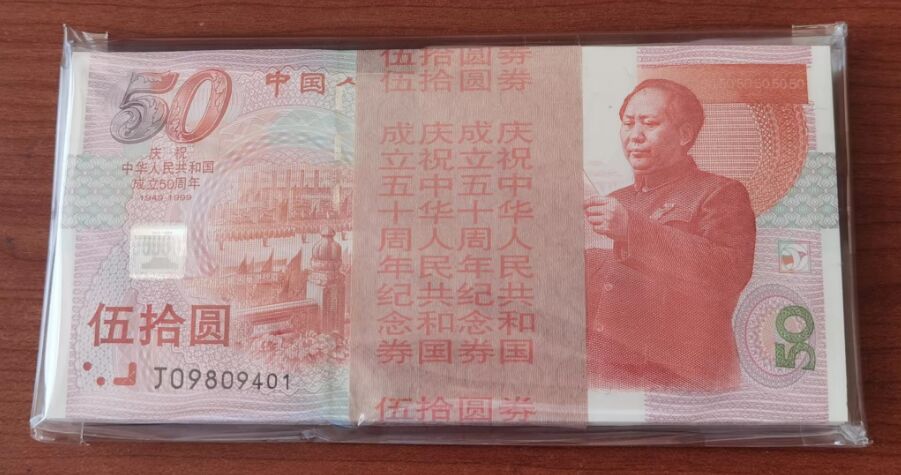 50
中国人
庆祝
中华人民共和国
成立50周年
1949-1999
伍拾圆
J09809401
伍拾圆券
伍拾圆券
庆祝中华人民共和国
成立五十周年纪念券
庆祝中华人民共和国
成立五十周年纪念券
伍拾圆券
50